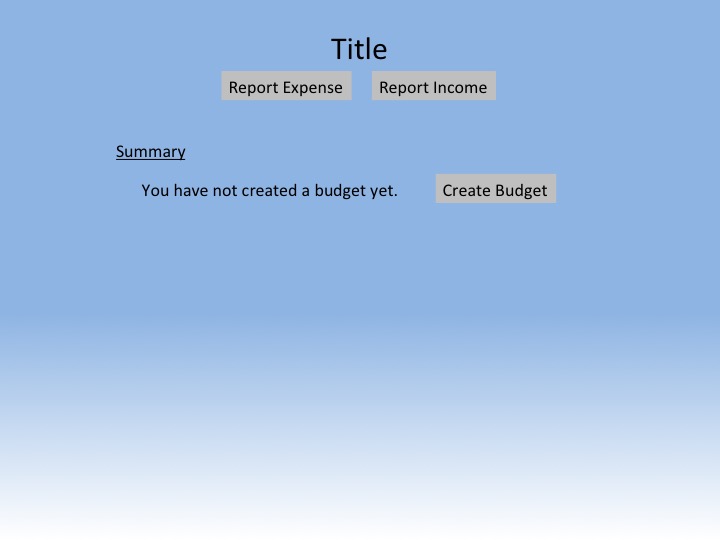 Title
Report Expense Report Income
Summary
You have not created a budget yet. Create Budget